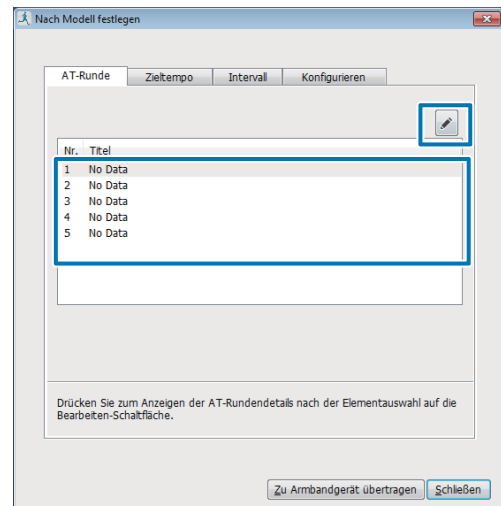 Nach Modell festlegen
AT-Runde Zieltempo Intervall Konfigurieren
Nr. Titel
1 No Data
2 No Data
3 No Data
4 No Data
5 No Data
Drücken Sie zum Anzeigen der AT-Rundendetails nach der Elementauswahl auf die
Bearbeiten-Schaltfläche.
Zu Armbandgerät übertragen Schließen